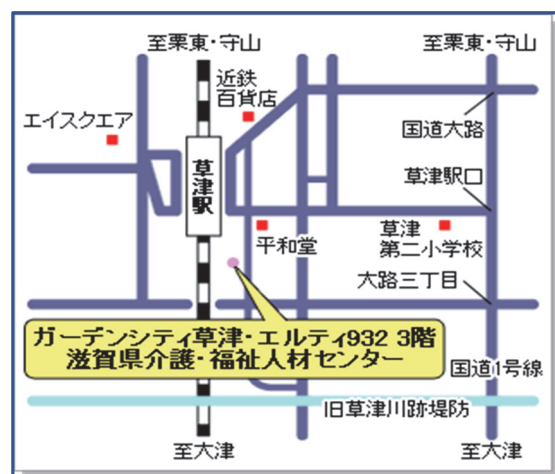 至栗東・守山
至栗東・守山
近鉄
百貨店
エイスクエア
国道大路
草津駅
草津駅口
平和堂
草津
第二小学校
大路三丁目
ガーデンシティ草津・エルティ932 3階
滋賀県介護・福祉人材センター
国道1号線
旧草津川跡堤防
至大津
至大津